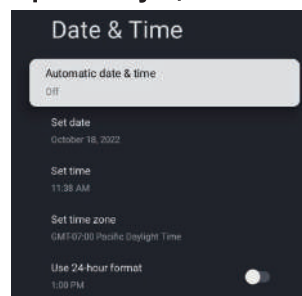 Date & Time
Automatic date & time
Off
Set date
October 18, 2022
Set time
11:38 AM
Set time zone
GMT-07:00 Pacific Daylight Time
Use 24-hour format
1:00 PM